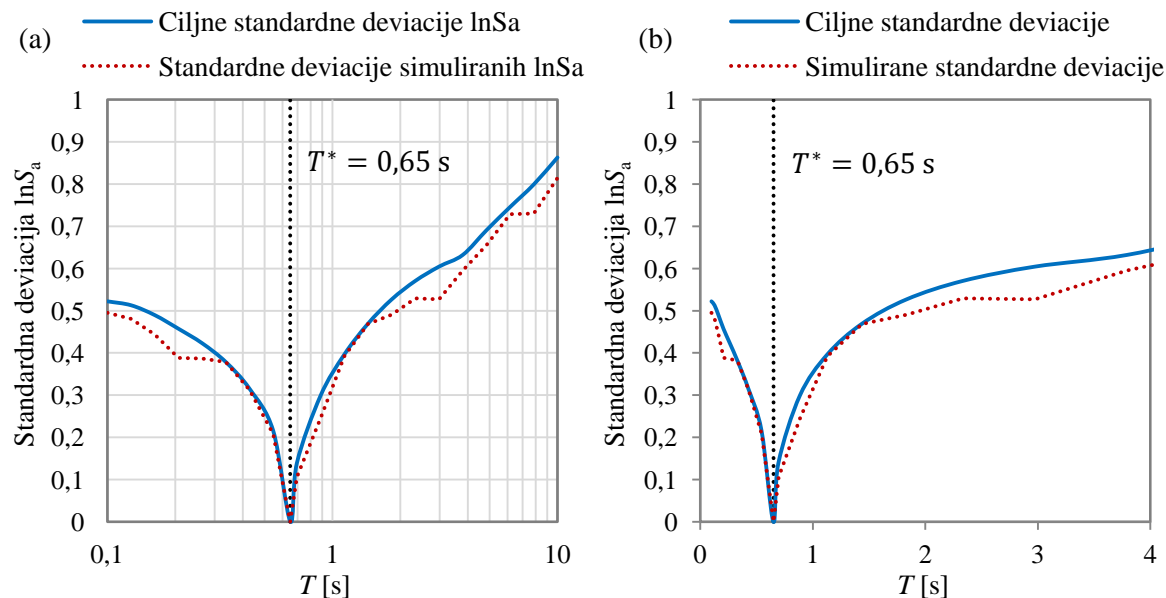 (a)
Ciljne standardne deviacije lnSa
Standardne deviacije simuliranih lnSa
Standardna deviacija lnSₐ
1
0,9
0,8
0,7
0,6
0,5
0,4
0,3
0,2
0,1
0
T* = 0,65 s
0,1
1
10
T [s]
(b)
Ciljne standardne deviacije
Simulirane standardne deviacije
Standardna deviacija lnSₐ
1
0,9
0,8
0,7
0,6
0,5
0,4
0,3
0,2
0,1
0
T* = 0,65 s
0
1
2
3
4
T [s]